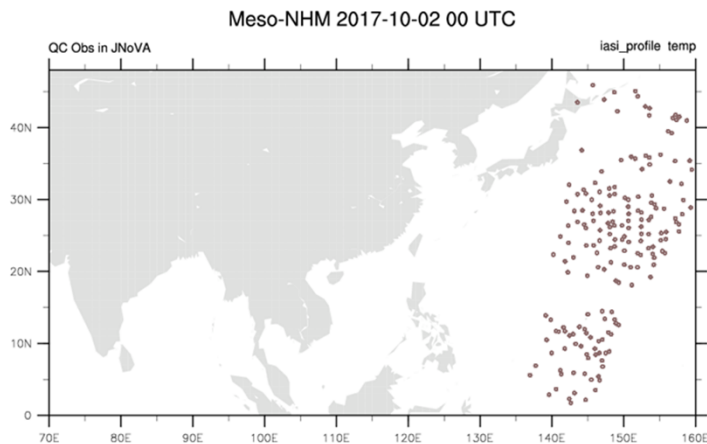 Meso-NHM 2017-10-02 00 UTC
QC Obs in JNoVA
iasi_profile temp
40N
30N
20N
10N
0
70E 80E 90E 100E 110E 120E 130E 140E 150E 160E